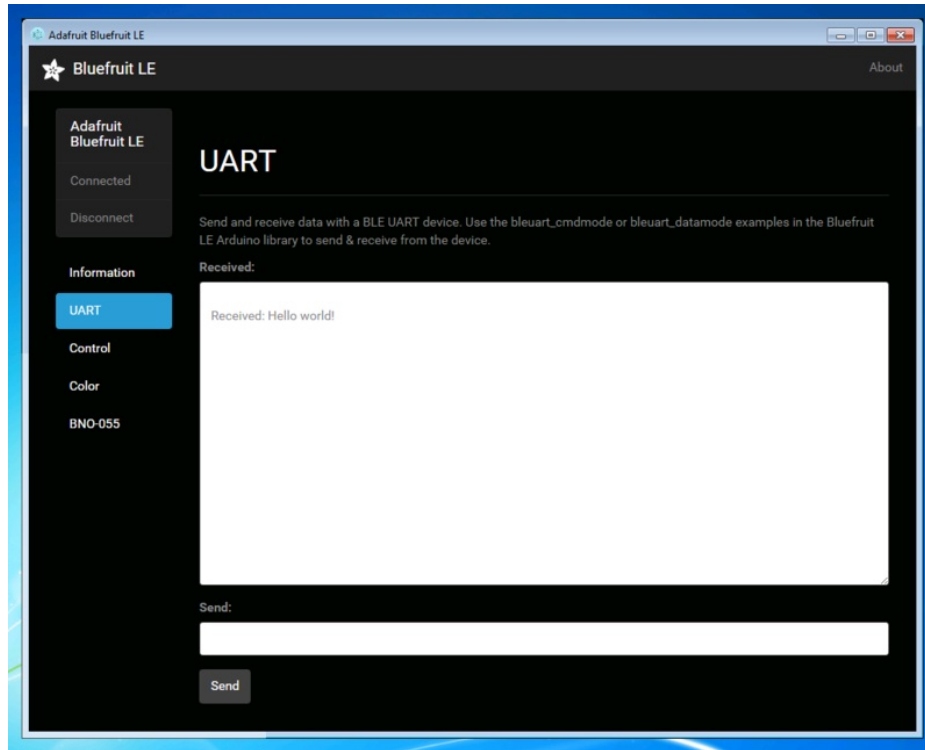 Adafruit Bluefruit LE
Bluefruit LE
About
Adafruit
Bluefruit LE
Connected
Disconnect
Information
UART
Control
Color
BNO-055
UART
Send and receive data with a BLE UART device. Use the bleuart_cmdmode or bleuart_datamode examples in the Bluefruit
LE Arduino library to send & receive from the device.
Received:
Received: Hello world!
Send:
Send